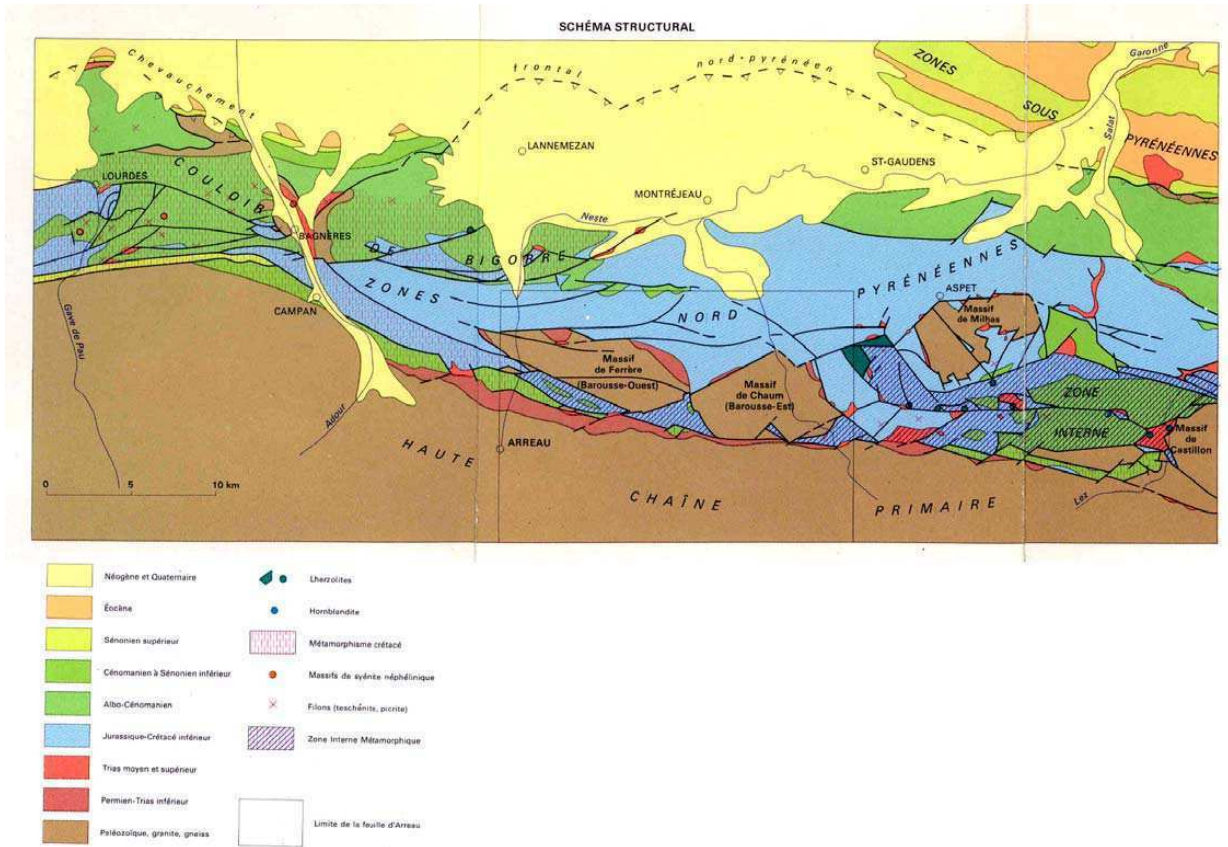 SCHÉMA STRUCTURAL
Chevauchement frontal nord-pyrénéen
ZONES SOUS PYRÉNÉENNES
Garonne
Salat
LANNEMEZAN
ST-GAUDENS
LOURDES
COULOIR DE BIGORRE
MONTRÉJEAU
Neste
BAGNÈRES
ZONES NORD PYRÉNÉENNES
ASPET
CAMPAN
Massif
de Milhas
Gave de Pau
Massif
de Ferrère
(Barousse-Ouest)
Massif
de Chaum
(Barousse-Est)
ZONE
INTERNE
Massif
de
Castillon
Adour
ARREAU
HAUTE CHAÎNE PRIMAIRE
Lez
0 5 10 km
Néogène et Quaternaire
Éocène
Sénonien supérieur
Cénomanien à Sénonien inférieur
Albo-Cénomanien
Jurassique-Crétacé inférieur
Trias moyen et supérieur
Permien-Trias inférieur
Paléozoïque, granite, gneiss
Lherzolites
Hornblandite
Métamorphisme crétacé
Massifs de syénite néphélinique
Filons (teschénite, picrite)
Zone Interne Métamorphique
Limite de la feuille d'Arreau